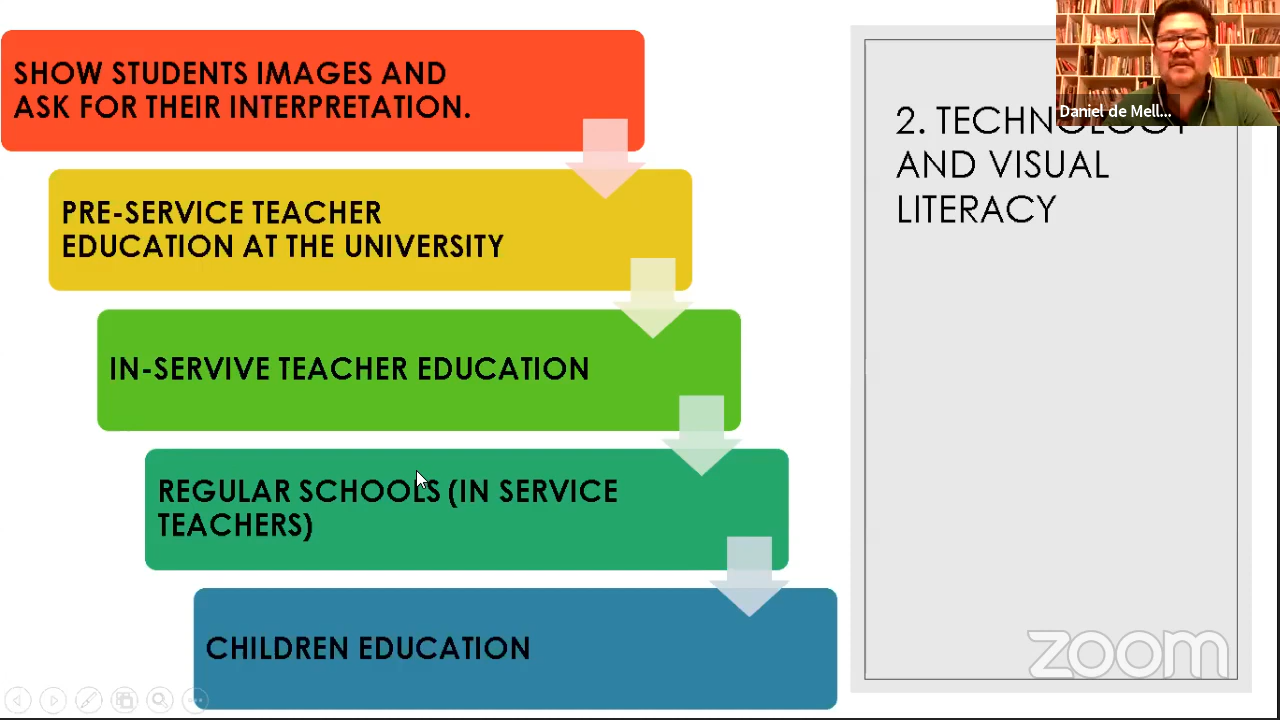 SHOW STUDENTS IMAGES AND
ASK FOR THEIR INTERPRETATION.
PRE-SERVICE TEACHER
EDUCATION AT THE UNIVERSITY
IN-SERVIVE TEACHER EDUCATION
REGULAR SCHOOLS (IN SERVICE
TEACHERS)
CHILDREN EDUCATION
2. TECHNOLOGY
AND VISUAL
LITERACY
Daniel de Mell...
zoom